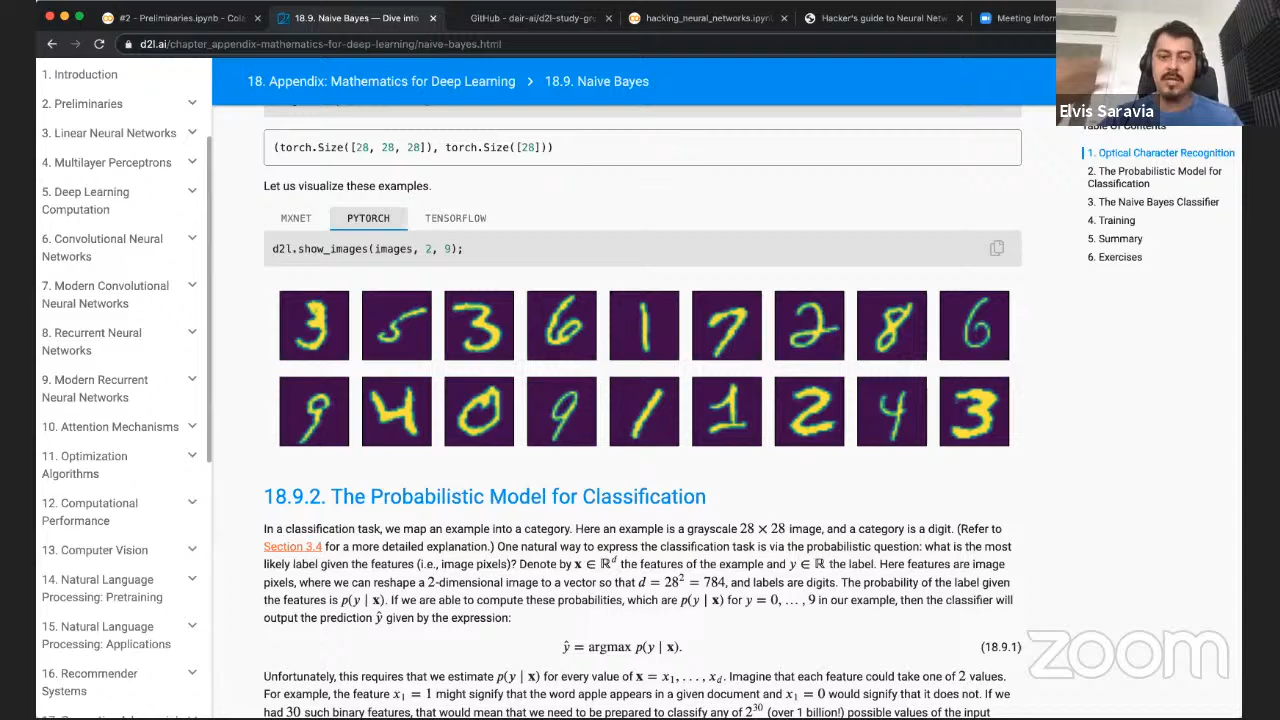 #2 - Preliminaries.ipynb - Cola
18.9. Naive Bayes — Dive into
GitHub - dair-ai/d2l-study-gro
hacking_neural_networks.ipynb
Hacker's guide to Neural Netw
Meeting Inform
d2l.ai/chapter_appendix-mathematics-for-deep-learning/naive-bayes.html
Elvis Saravia
1. Introduction
2. Preliminaries
3. Linear Neural Networks
4. Multilayer Perceptrons
5. Deep Learning
Computation
6. Convolutional Neural
Networks
7. Modern Convolutional
Neural Networks
8. Recurrent Neural
Networks
9. Modern Recurrent
Neural Networks
10. Attention Mechanisms
11. Optimization
Algorithms
12. Computational
Performance
13. Computer Vision
14. Natural Language
Processing: Pretraining
15. Natural Language
Processing: Applications
16. Recommender
Systems
18. Appendix: Mathematics for Deep Learning > 18.9. Naive Bayes
(torch.Size([28, 28, 28]), torch.Size([28]))
Let us visualize these examples.
MXNET PYTORCH TENSORFLOW
d2l.show_images(images, 2, 9);
3 5 3 6 1 7 2 8 6
9 4 0 9 1 1 2 4 3
18.9.2. The Probabilistic Model for Classification
In a classification task, we map an example into a category. Here an example is a grayscale 28 × 28 image, and a category is a digit. (Refer to
Section 3.4 for a more detailed explanation.) One natural way to express the classification task is via the probabilistic question: what is the most
likely label given the features (i.e., image pixels)? Denote by x ∈ ℝᵈ the features of the example and y ∈ ℝ the label. Here features are image
pixels, where we can reshape a 2-dimensional image to a vector so that d = 28² = 784, and labels are digits. The probability of the label given
the features is p(y | x). If we are able to compute these probabilities, which are p(y | x) for y = 0, … , 9 in our example, then the classifier will
output the prediction ŷ given by the expression:
ŷ = argmax p(y | x). (18.9.1)
Unfortunately, this requires that we estimate p(y | x) for every value of x = x₁, … , x_d. Imagine that each feature could take one of 2 values.
For example, the feature x₁ = 1 might signify that the word apple appears in a given document and x₁ = 0 would signify that it does not. If we
had 30 such binary features, that would mean that we need to be prepared to classify any of 2³⁰ (over 1 billion!) possible values of the input
Table Of Contents
1. Optical Character Recognition
2. The Probabilistic Model for
Classification
3. The Naive Bayes Classifier
4. Training
5. Summary
6. Exercises
zoom